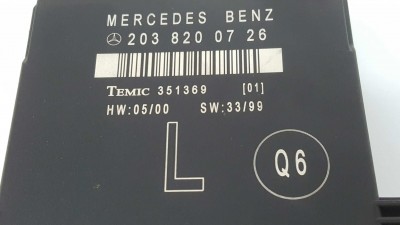 MERCEDES BENZ
203 820 07 26
TEMIC 351369 [01]
HW:05/00 SW:33/99
L Q6